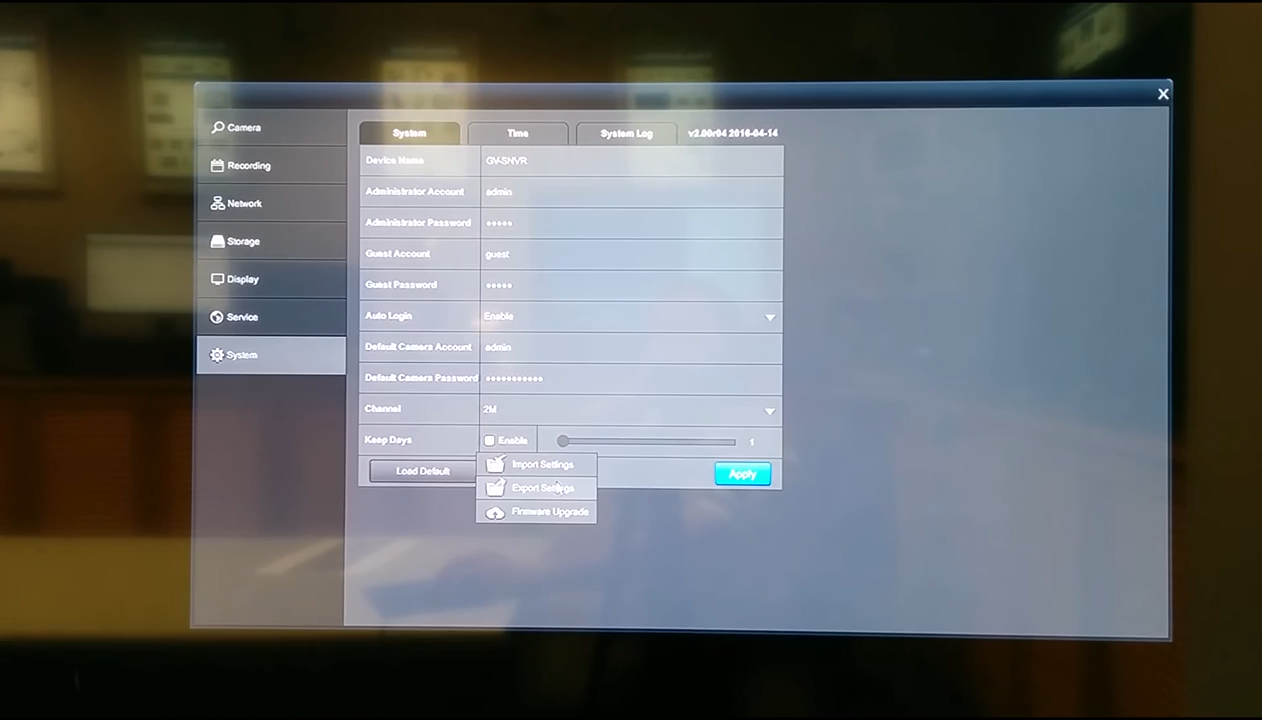 Camera
Recording
Network
Storage
Display
Service
System
System Time System Log v2.00r04 2016-04-14
Device Name GV-SNVR
Administrator Account admin
Administrator Password •••••
Guest Account guest
Guest Password •••••
Auto Login Enable
Default Camera Account admin
Default Camera Password •••••••••••
Channel 2M
Keep Days Enable 1
Load Default Apply
Import Settings
Export Settings
Firmware Upgrade